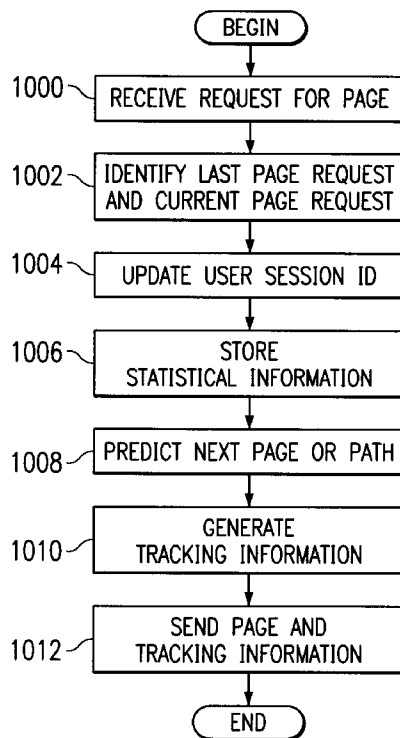 BEGIN
1000
RECEIVE REQUEST FOR PAGE
1002
IDENTIFY LAST PAGE REQUEST
AND CURRENT PAGE REQUEST
1004
UPDATE USER SESSION ID
1006
STORE
STATISTICAL INFORMATION
1008
PREDICT NEXT PAGE OR PATH
1010
GENERATE
TRACKING INFORMATION
1012
SEND PAGE AND
TRACKING INFORMATION
END